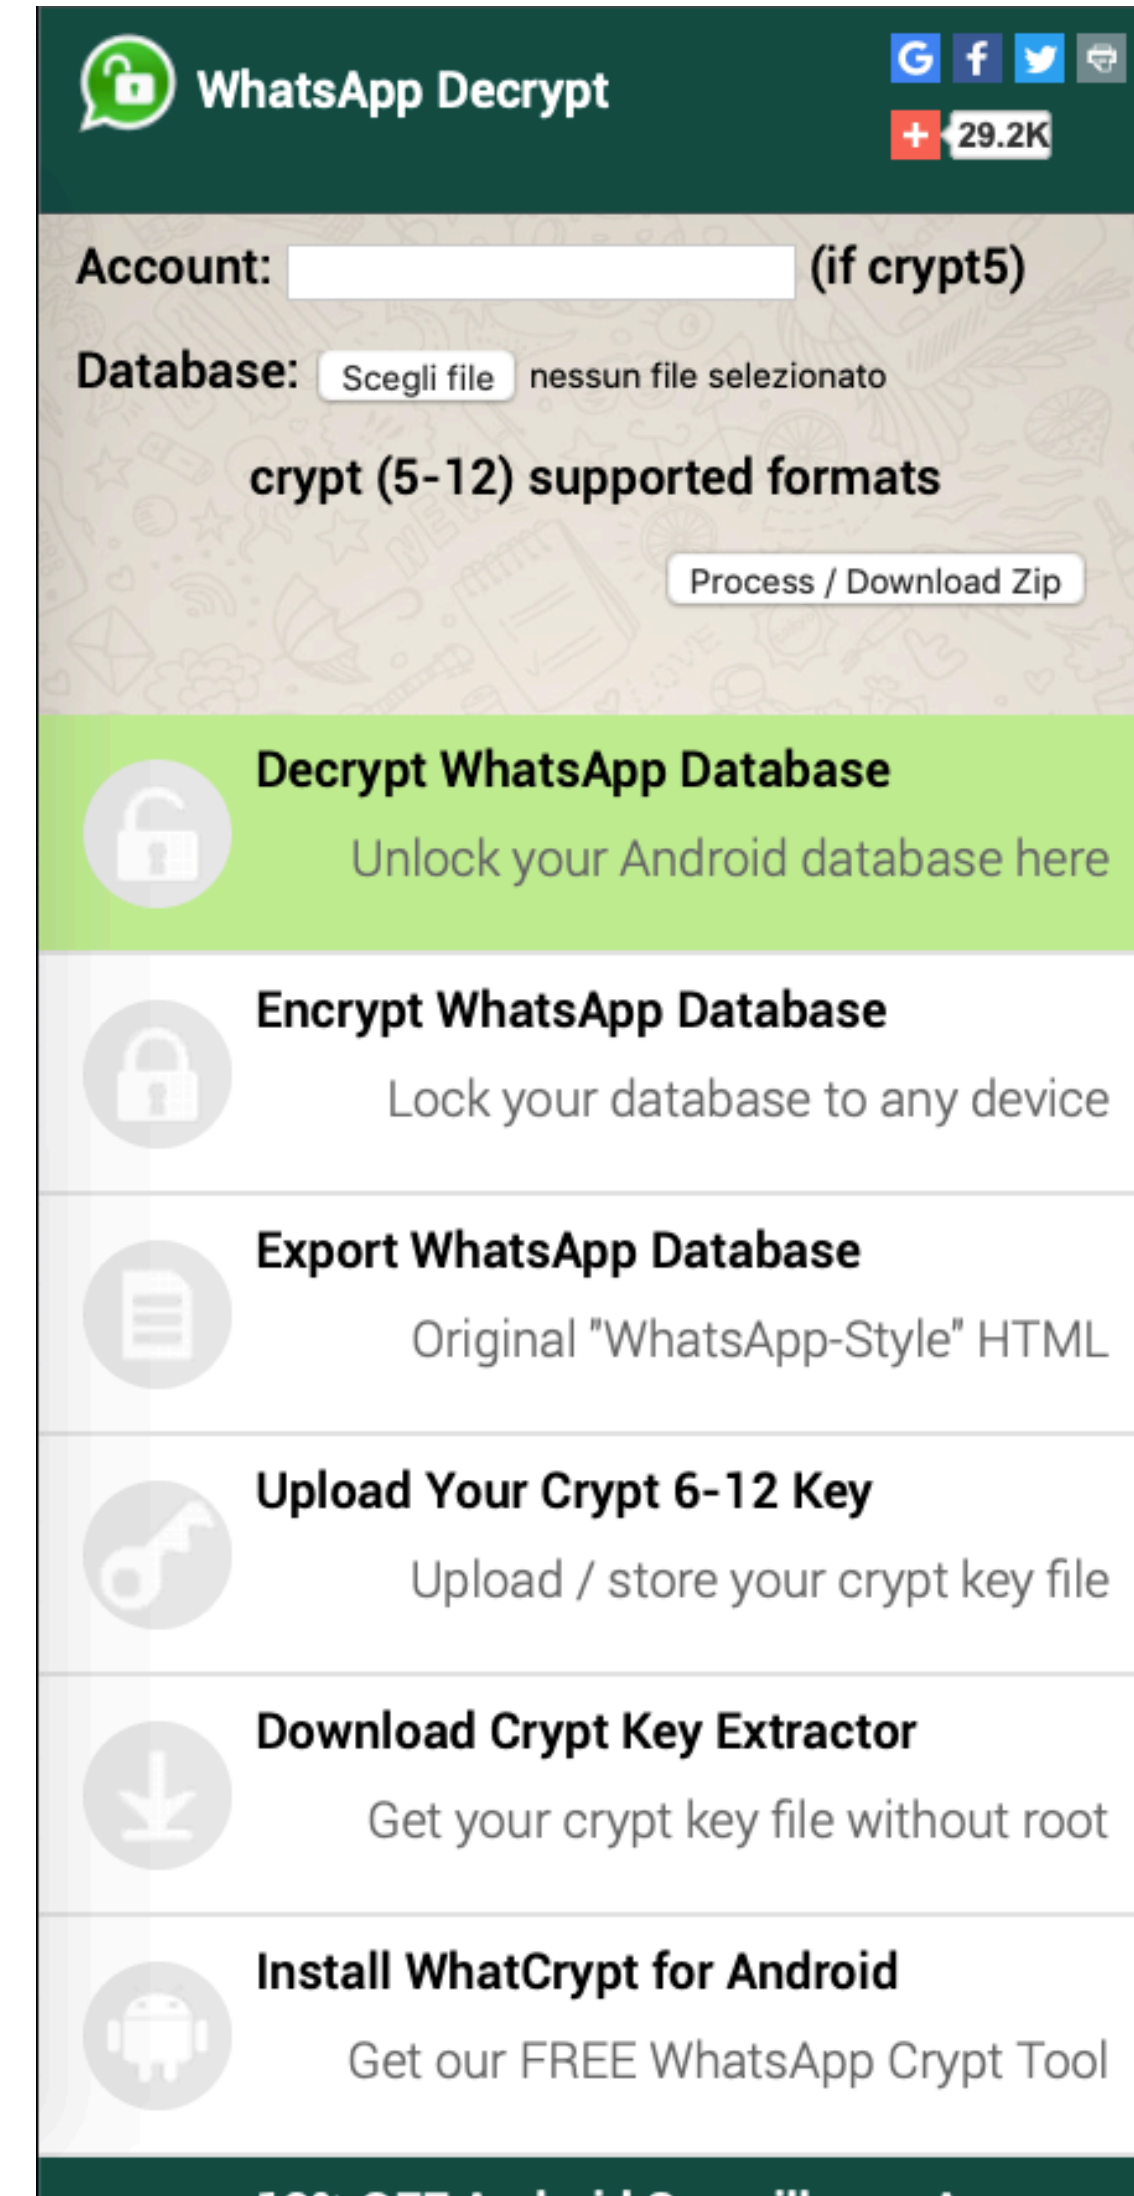 WhatsApp Decrypt
29.2K
Account: (if crypt5)
Database: Scegli file nessun file selezionato
crypt (5-12) supported formats
Process / Download Zip
Decrypt WhatsApp Database
Unlock your Android database here
Encrypt WhatsApp Database
Lock your database to any device
Export WhatsApp Database
Original "WhatsApp-Style" HTML
Upload Your Crypt 6-12 Key
Upload / store your crypt key file
Download Crypt Key Extractor
Get your crypt key file without root
Install WhatCrypt for Android
Get our FREE WhatsApp Crypt Tool